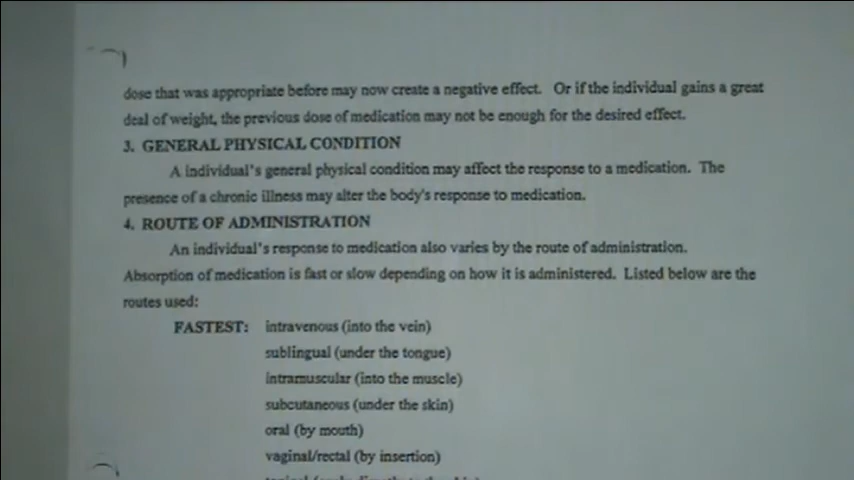 dose that was appropriate before may now create a negative effect. Or if the individual gains a great
deal of weight, the previous dose of medication may not be enough for the desired effect.
3. GENERAL PHYSICAL CONDITION
A individual's general physical condition may affect the response to a medication. The
presence of a chronic illness may alter the body's response to medication.
4. ROUTE OF ADMINISTRATION
An individual's response to medication also varies by the route of administration.
Absorption of medication is fast or slow depending on how it is administered. Listed below are the
routes used:
FASTEST: intravenous (into the vein)
sublingual (under the tongue)
intramuscular (into the muscle)
subcutaneous (under the skin)
oral (by mouth)
vaginal/rectal (by insertion)